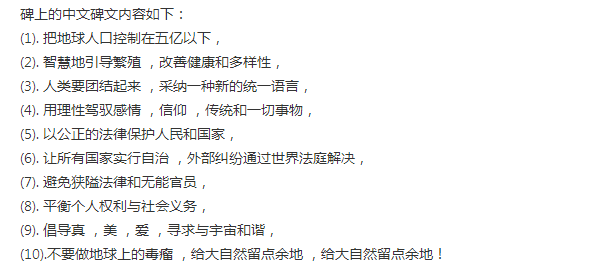 碑上的中文碑文内容如下：
(1). 把地球人口控制在五亿以下，
(2). 智慧地引导繁殖 ，改善健康和多样性，
(3). 人类要团结起来 ，采纳一种新的统一语言，
(4). 用理性驾驭感情 ，信仰 ，传统和一切事物，
(5). 以公正的法律保护人民和国家，
(6). 让所有国家实行自治 ，外部纠纷通过世界法庭解决，
(7). 避免狭隘法律和无能官员，
(8). 平衡个人权利与社会义务，
(9). 倡导真 ，美 ，爱 ，寻求与宇宙和谐，
(10).不要做地球上的毒瘤 ，给大自然留点余地 ，给大自然留点余地！